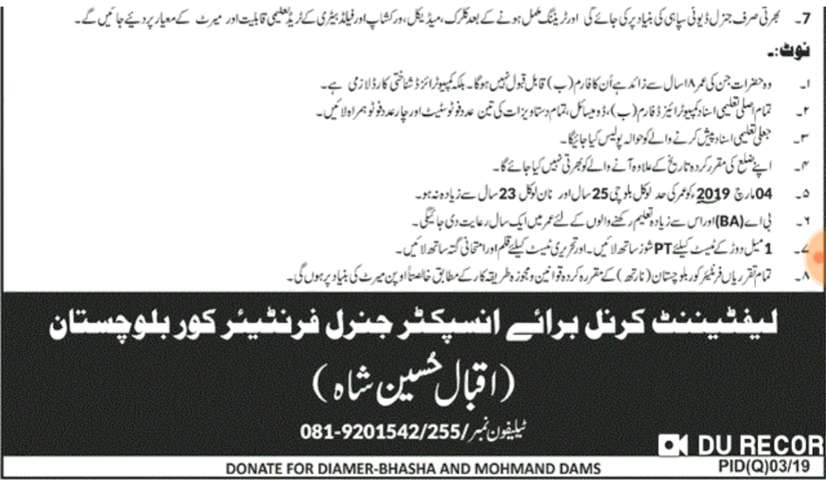 7۔ بھرتی صرف جنرل ڈیوٹی سپاہی کی بنیاد پر کی جائے گی اور ٹریننگ مکمل ہونے کے بعد کلرک، میڈیکل، ورکشاپ اور فیلڈ بیٹری کے ٹریڈ تعلیمی قابلیت اور میرٹ کے معیار پر دئیے جائیں گے۔
نوٹ:۔
۱۔ وہ حضرات جن کی عمر ۱۸ سال سے زائد ہے اُن کا فارم (ب) قابل قبول نہیں ہوگا۔ بلکہ کمپیوٹرائزڈ شناختی کارڈ لازمی ہے۔
۲۔ تمام اصلی تعلیمی اسناد کمپیوٹرائیزڈ فارم (ب)، ڈومیسائل، تمام دستاویزات کی تین عدد فوٹو سٹیٹ اور چار عدد فوٹو ہمراہ لائیں۔
۳۔ جعلی تعلیمی اسناد پیش کرنے والے کو حوالہ پولیس کیا جائیگا۔
۴۔ اپنے ضلع کی مقرر کردہ تاریخ کے علاوہ آنے والے کو بھرتی نہیں کیا جائے گا۔
۵۔ 04 مارچ 2019 کو عمر کی حد لوکل بلوچی 25 سال اور نان لوکل 23 سال سے زیادہ نہ ہو۔
۶۔ بی اے (BA) اور اس سے زیادہ تعلیم رکھنے والوں کے لئے عمر میں ایک سال رعایت دی جائیگی۔
۷۔ 1 میل دوڑ کے ٹیسٹ کیلئے PT شوز ساتھ لائیں۔ اور تحریری ٹیسٹ کیلئے قلم اور امتحانی گتہ ساتھ لائیں۔
۸۔ تمام تقرریاں فرنٹیئر کور بلوچستان (نارتھ) کے مقررہ کردہ قوانین و مجوزہ طریقہ کار کے مطابق خالصتاً اوپن میرٹ کی بنیاد پر ہوں گی۔
لیفٹیننٹ کرنل برائے انسپکٹر جنرل فرنٹیئر کور بلوچستان
(اقبال حُسین شاہ)
ٹیلیفون نمبر/081-9201542/255
DU RECOR
DONATE FOR DIAMER-BHASHA AND MOHMAND DAMS
PID(Q)03/19